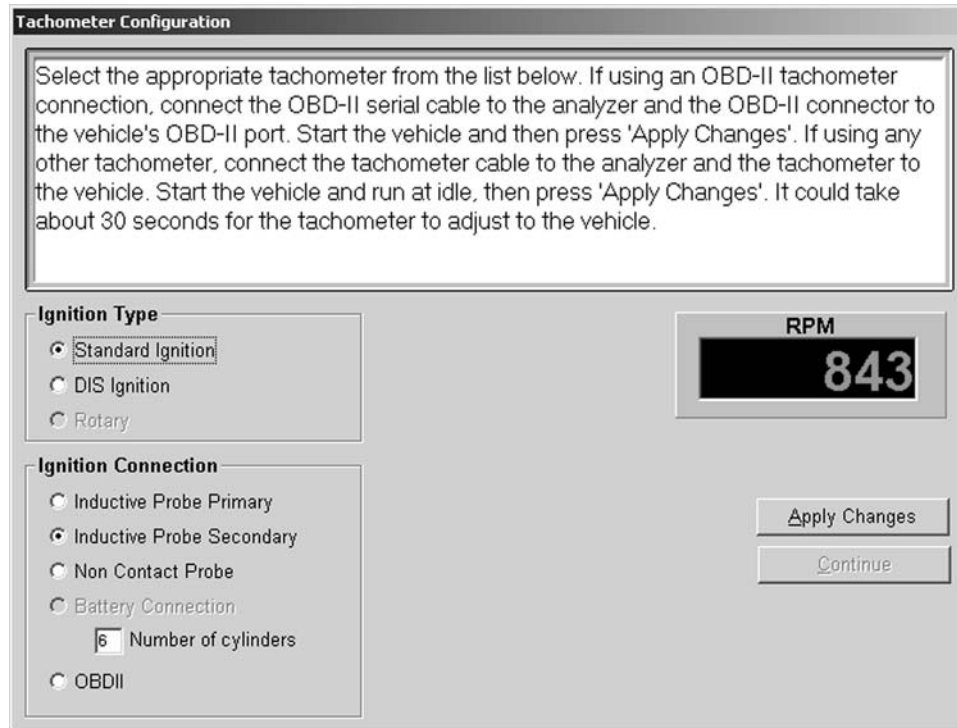 Tachometer Configuration
Select the appropriate tachometer from the list below. If using an OBD-II tachometer
connection, connect the OBD-II serial cable to the analyzer and the OBD-II connector to
the vehicle's OBD-II port. Start the vehicle and then press 'Apply Changes'. If using any
other tachometer, connect the tachometer cable to the analyzer and the tachometer to
the vehicle. Start the vehicle and run at idle, then press 'Apply Changes'. It could take
about 30 seconds for the tachometer to adjust to the vehicle.
Ignition Type
Standard Ignition
DIS Ignition
Rotary
RPM
843
Ignition Connection
Inductive Probe Primary
Inductive Probe Secondary
Non Contact Probe
Battery Connection
6 Number of cylinders
OBDII
Apply Changes
Continue